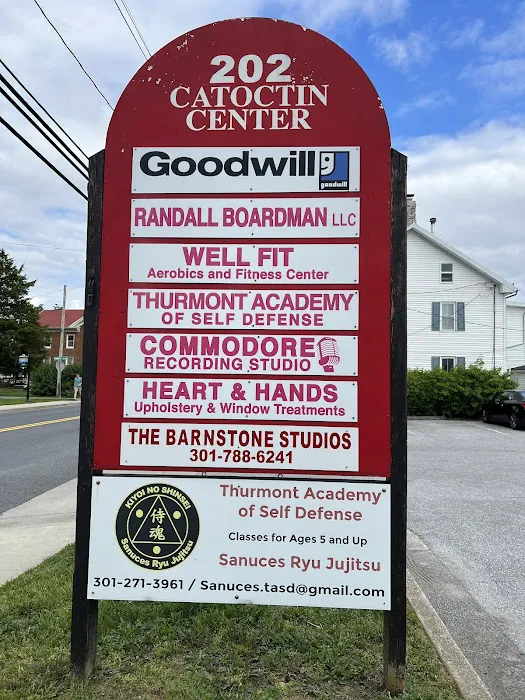 202
CATOCTIN
CENTER
Goodwill
goodwill
RANDALL BOARDMAN LLC
WELL FIT
Aerobics and Fitness Center
THURMONT ACADEMY
OF SELF DEFENSE
COMMODORE
RECORDING STUDIO
HEART & HANDS
Upholstery & Window Treatments
THE BARNSTONE STUDIOS
301-788-6241
Thurmont Academy
of Self Defense
Classes for Ages 5 and Up
Sanuces Ryu Jujitsu
KIYOI NO SHINSEI
侍
魂
Sanuces Ryu Jujitsu
301-271-3961 / Sanuces.tasd@gmail.com